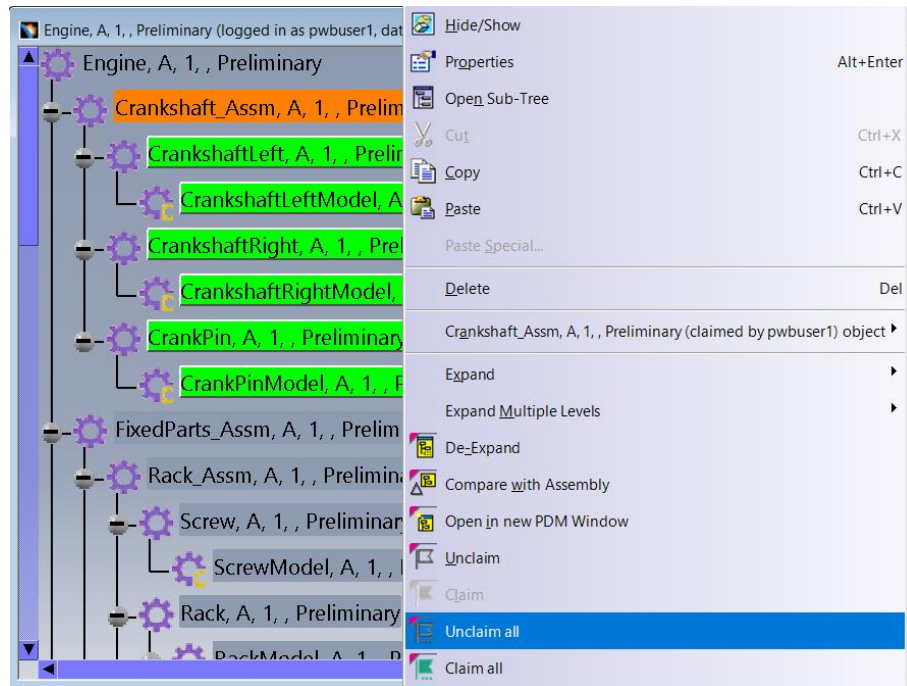 Engine, A, 1, , Preliminary (logged in as pwbuser1, dat
Engine, A, 1, , Preliminary
Crankshaft_Assm, A, 1, , Prelim
CrankshaftLeft, A, 1, , Prelir
CrankshaftLeftModel, A
CrankshaftRight, A, 1, , Prel
CrankshaftRightModel,
CrankPin, A, 1, , Preliminary
CrankPinModel, A, 1, , F
FixedParts_Assm, A, 1, , Prelim
Rack_Assm, A, 1, , Prelimina
Screw, A, 1, , Preliminar
ScrewModel, A, 1, ,
Rack, A, 1, , Preliminary
RackModel, A, 1, , P
Hide/Show
Properties Alt+Enter
Open Sub-Tree
Cut Ctrl+X
Copy Ctrl+C
Paste Ctrl+V
Paste Special...
Delete Del
Crankshaft_Assm, A, 1, , Preliminary (claimed by pwbuser1) object
Expand
Expand Multiple Levels
De-Expand
Compare with Assembly
Open in new PDM Window
Unclaim
Claim
Unclaim all
Claim all